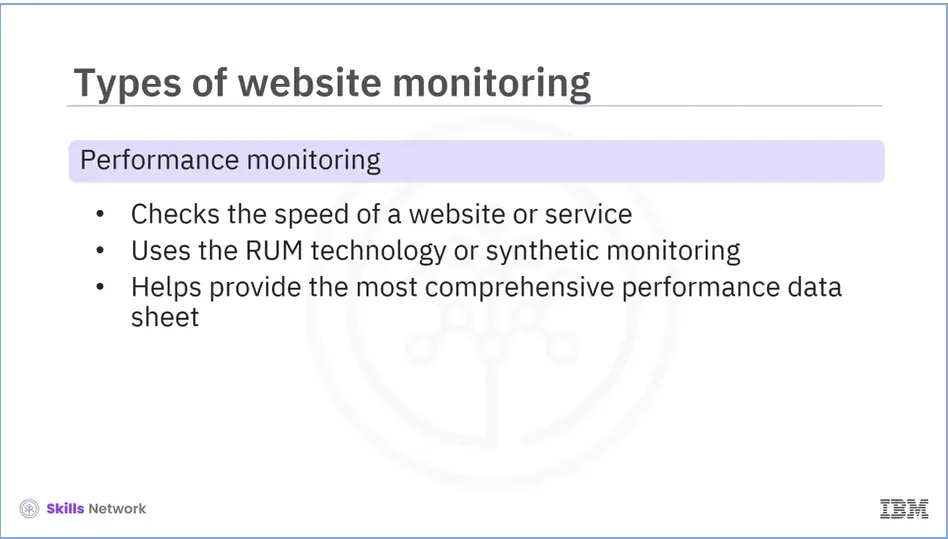 Types of website monitoring
Performance monitoring
• Checks the speed of a website or service
• Uses the RUM technology or synthetic monitoring
• Helps provide the most comprehensive performance data
sheet
Skills Network
IBM